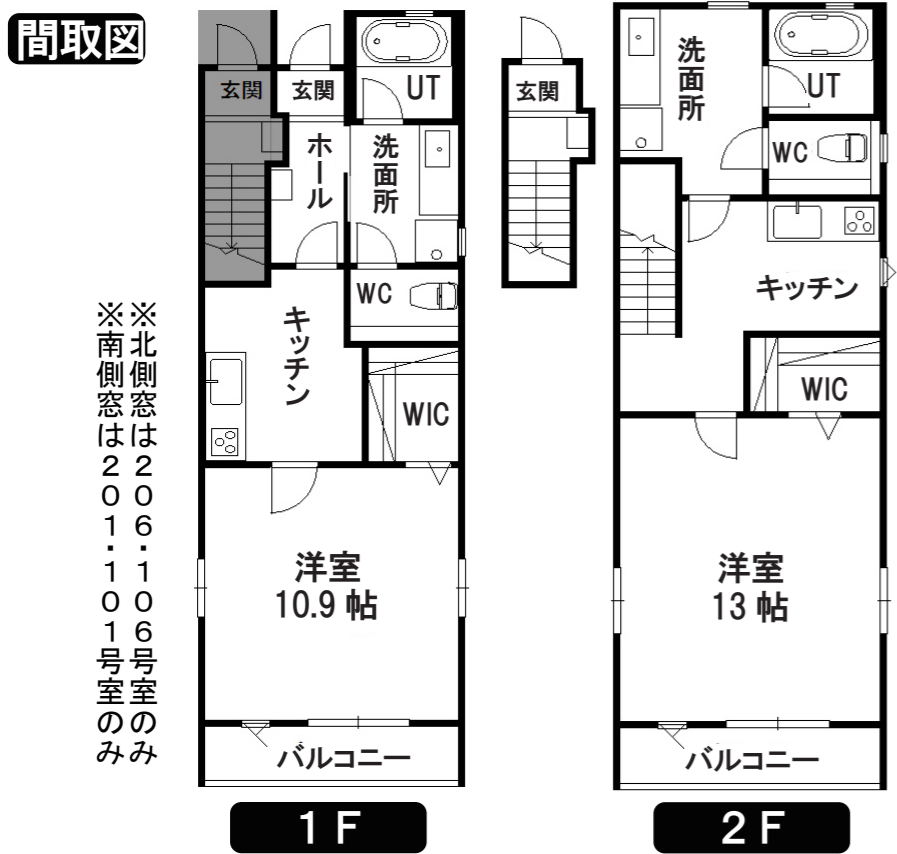 間取図
玄関
玄関
UT
ホール
洗面所
WC
キッチン
WIC
洋室
10.9 帖
バルコニー
1F
玄関
洗面所
UT
WC
キッチン
WIC
洋室
13 帖
バルコニー
2F
※北側窓は206・106号室のみ
※南側窓は201・101号室のみ